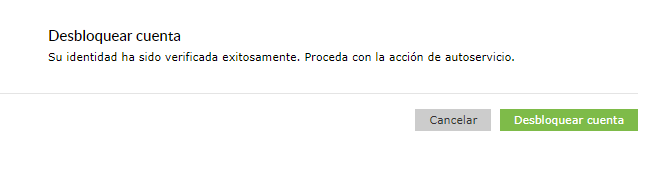 Desbloquear cuenta
Su identidad ha sido verificada exitosamente. Proceda con la acción de autoservicio.
Cancelar
Desbloquear cuenta